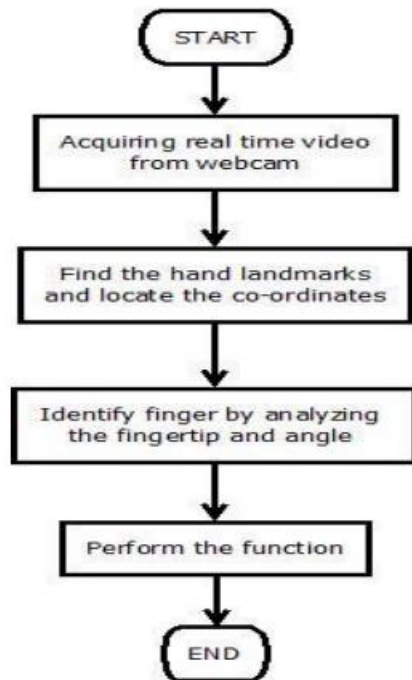 START
Acquiring real time video
from webcam
Find the hand landmarks
and locate the co-ordinates
Identify finger by analyzing
the fingertip and angle
Perform the function
END